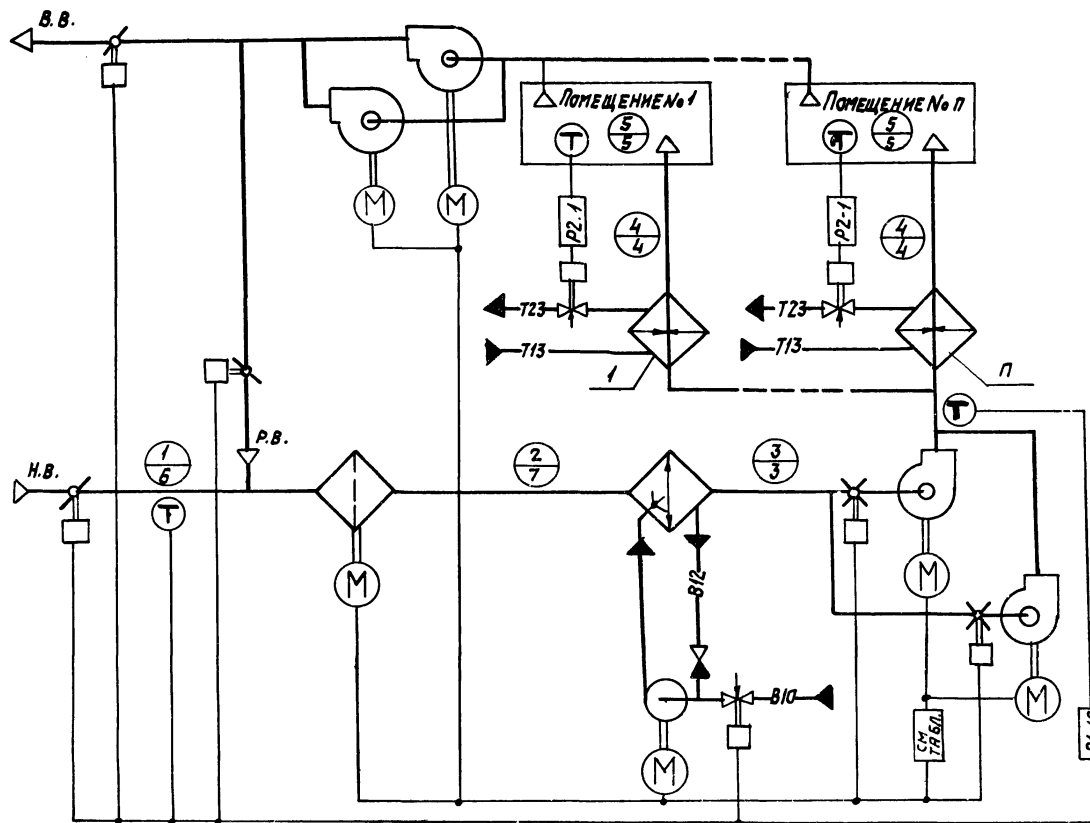 В.В.
ПОМЕЩЕНИЕ №1
ПОМЕЩЕНИЕ № П
Т
5
5
Т
5
5
М
М
Р2.1
4
4
Р2-1
4
4
Т23
Т23
Т13
Т13
1
П
Т
Р.В.
Н.В.
1
6
2
7
3
3
Т
М
В12
М
В10
М
М
СМ
ТАБЛ.